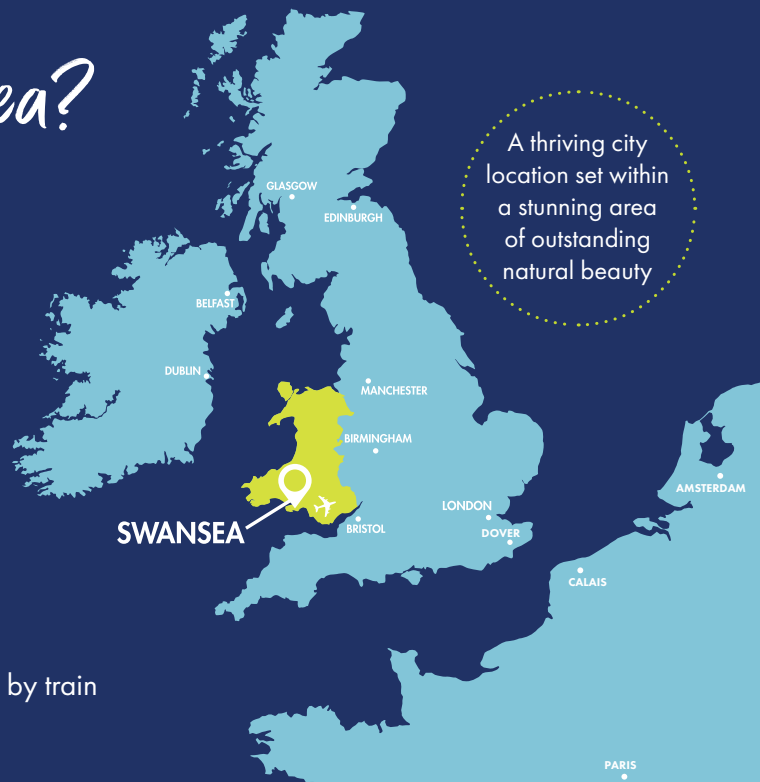 ea?
A thriving city
location set within
a stunning area
of outstanding
natural beauty
GLASGOW
EDINBURGH
BELFAST
DUBLIN
MANCHESTER
BIRMINGHAM
AMSTERDAM
LONDON
SWANSEA
BRISTOL
DOVER
CALAIS
by train
PARIS